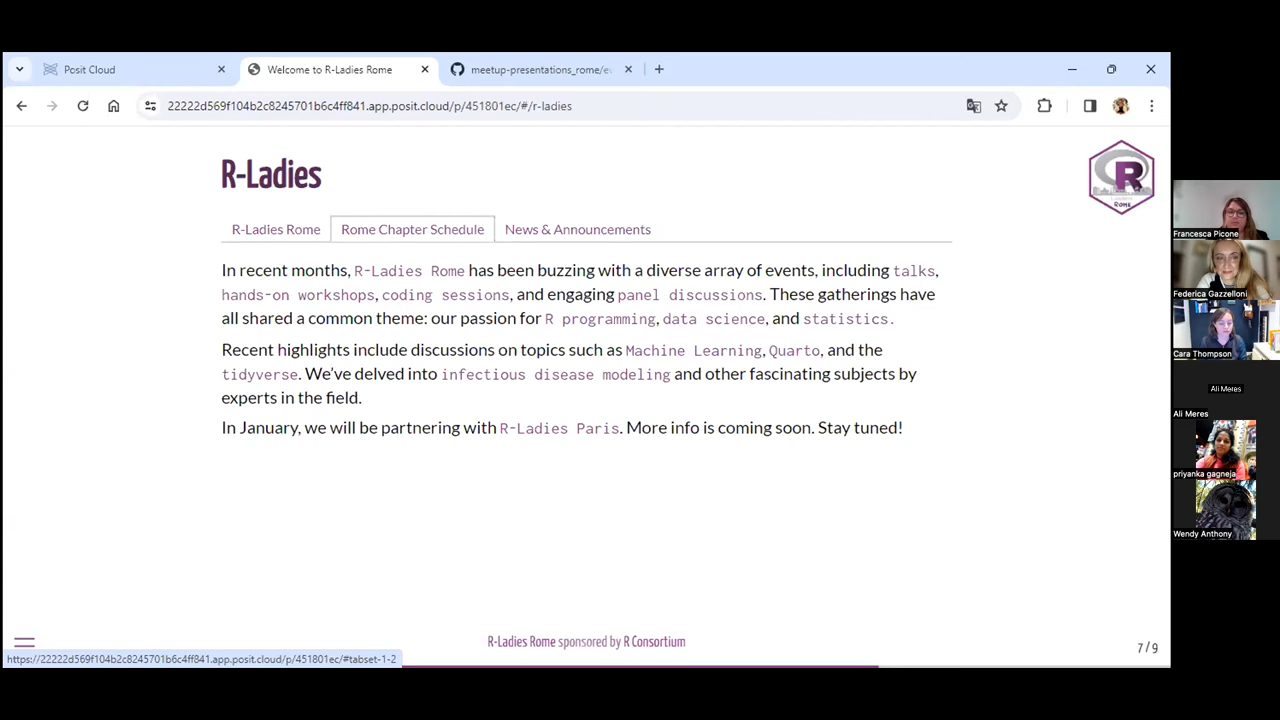 Posit Cloud
Welcome to R-Ladies Rome
meetup-presentations_rome/ev
22222d569f104b2c8245701b6c4ff841.app.posit.cloud/p/451801ec/#/r-ladies
R-Ladies
R
ROME
R-Ladies Rome
Rome Chapter Schedule
News & Announcements
In recent months, R-Ladies Rome has been buzzing with a diverse array of events, including talks,
hands-on workshops, coding sessions, and engaging panel discussions. These gatherings have
all shared a common theme: our passion for R programming, data science, and statistics.
Recent highlights include discussions on topics such as Machine Learning, Quarto, and the
tidyverse. We've delved into infectious disease modeling and other fascinating subjects by
experts in the field.
In January, we will be partnering with R-Ladies Paris. More info is coming soon. Stay tuned!
R-Ladies Rome sponsored by R Consortium
7 / 9
https://22222d569f104b2c8245701b6c4ff841.app.posit.cloud/p/451801ec/#tabset-1-2
Francesca Picone
Federica Gazzelloni
Cara Thompson
Ali Meres
Ali Meres
priyanka gagneja
Wendy Anthony